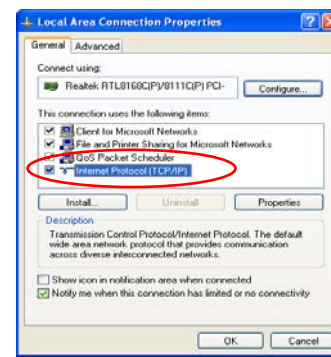 Local Area Connection Properties
General Advanced
Connect using:
Realtek RTL8168C(P)/8111C(P) PCI-
Configure...
This connection uses the following items:
Client for Microsoft Networks
File and Printer Sharing for Microsoft Networks
QoS Packet Scheduler
Internet Protocol (TCP/IP)
Install... Uninstall Properties
Description
Transmission Control Protocol/Internet Protocol. The default
wide area network protocol that provides communication
across diverse interconnected networks.
Show icon in notification area when connected
Notify me when this connection has limited or no connectivity
OK Cancel